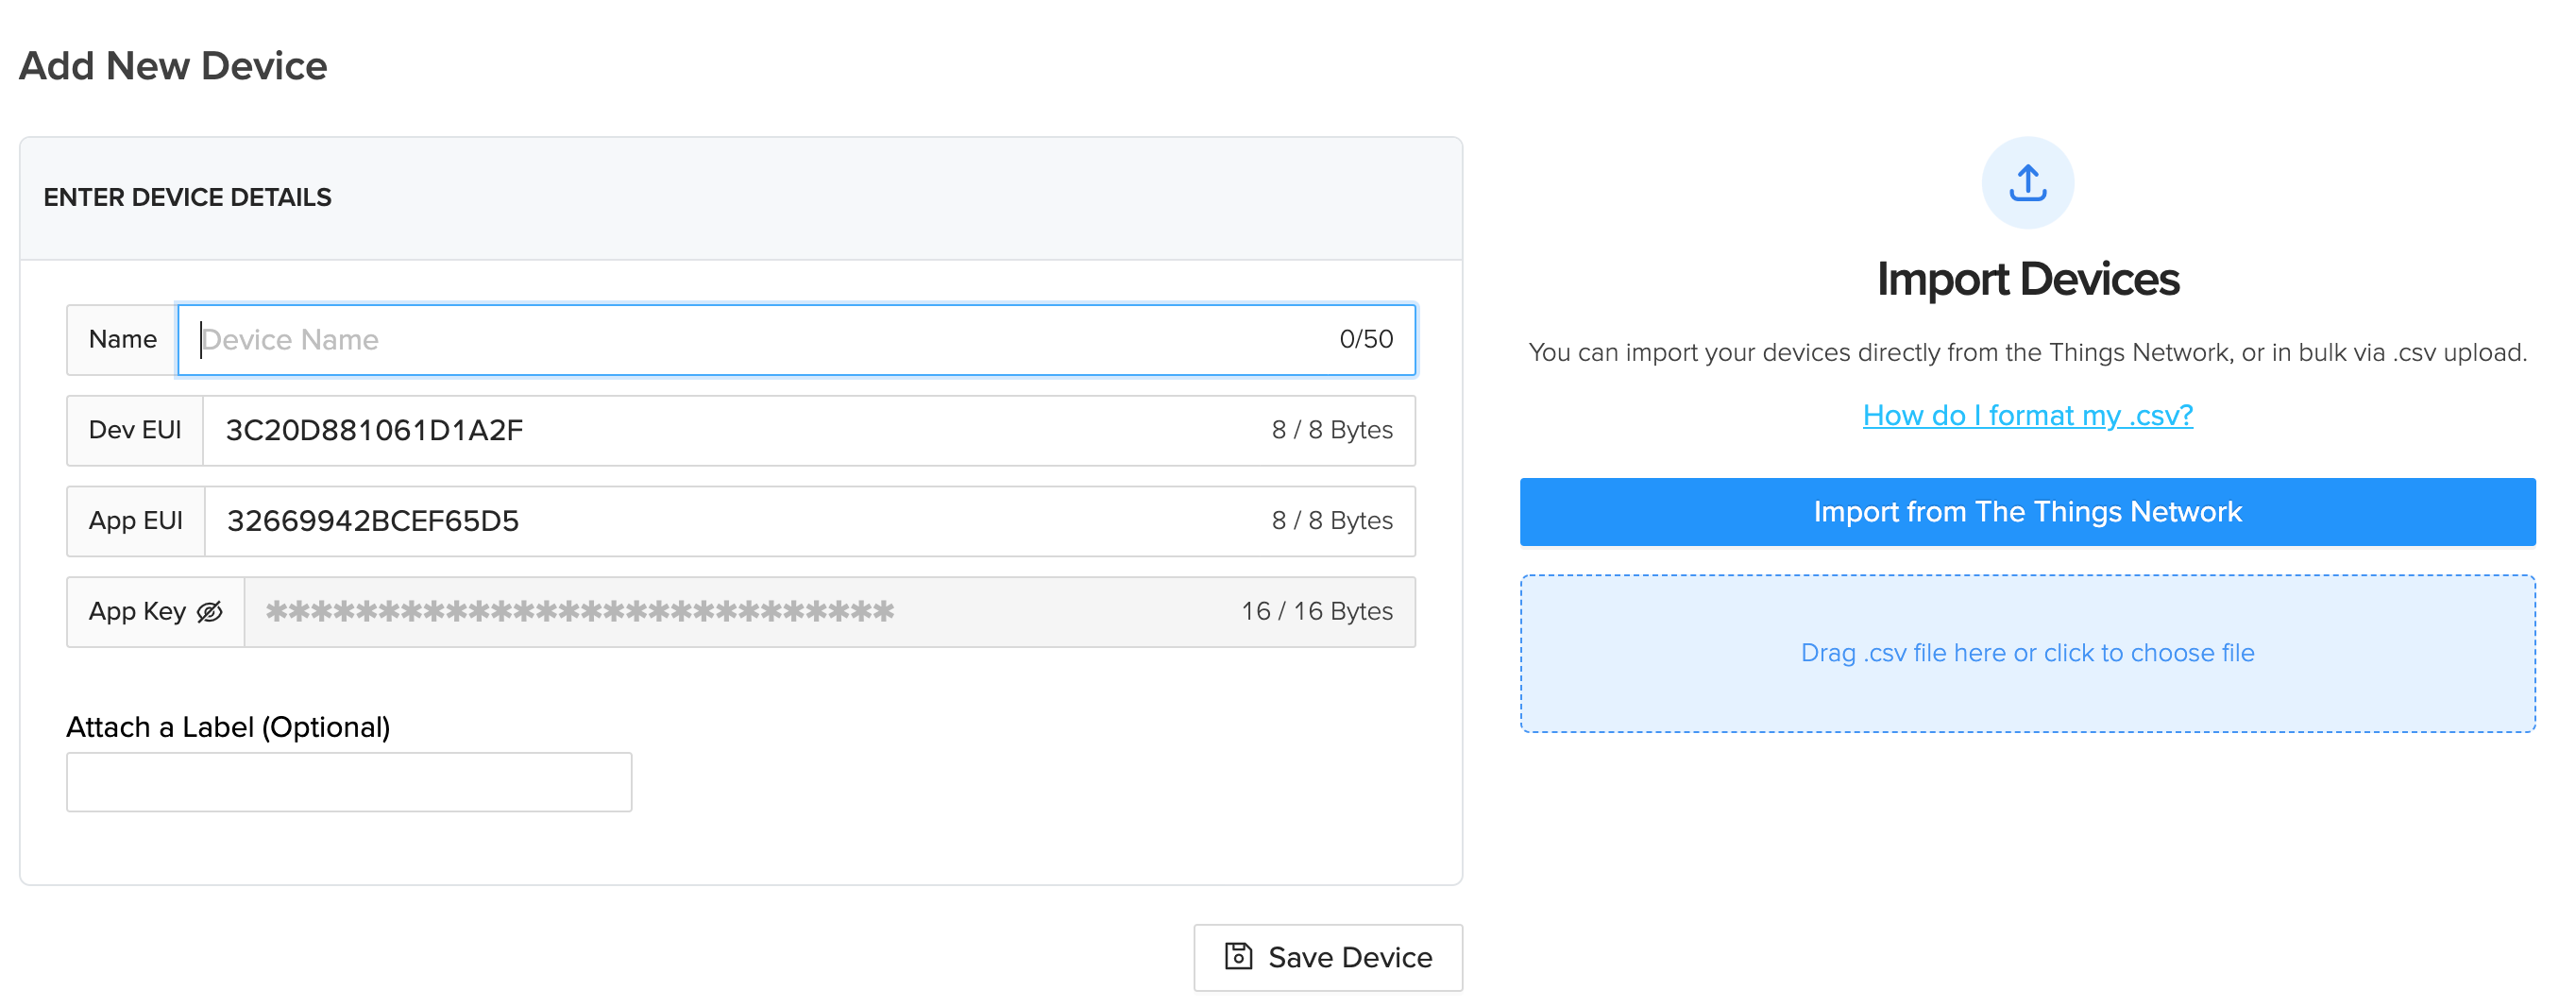 Add New Device
ENTER DEVICE DETAILS
Name Device Name 0/50
Dev EUI 3C20D881061D1A2F 8 / 8 Bytes
App EUI 32669942BCEF65D5 8 / 8 Bytes
App Key ✱✱✱✱✱✱✱✱✱✱✱✱✱✱✱✱✱✱✱✱✱✱✱✱✱✱✱✱ 16 / 16 Bytes
Attach a Label (Optional)
Save Device
Import Devices
You can import your devices directly from the Things Network, or in bulk via .csv upload.
How do I format my .csv?
Import from The Things Network
Drag .csv file here or click to choose file